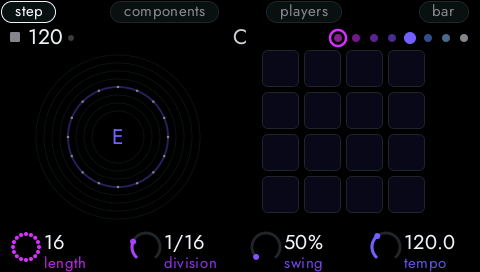 step components players bar
120 C
E
16 1/16 50% 120.0
length division swing tempo